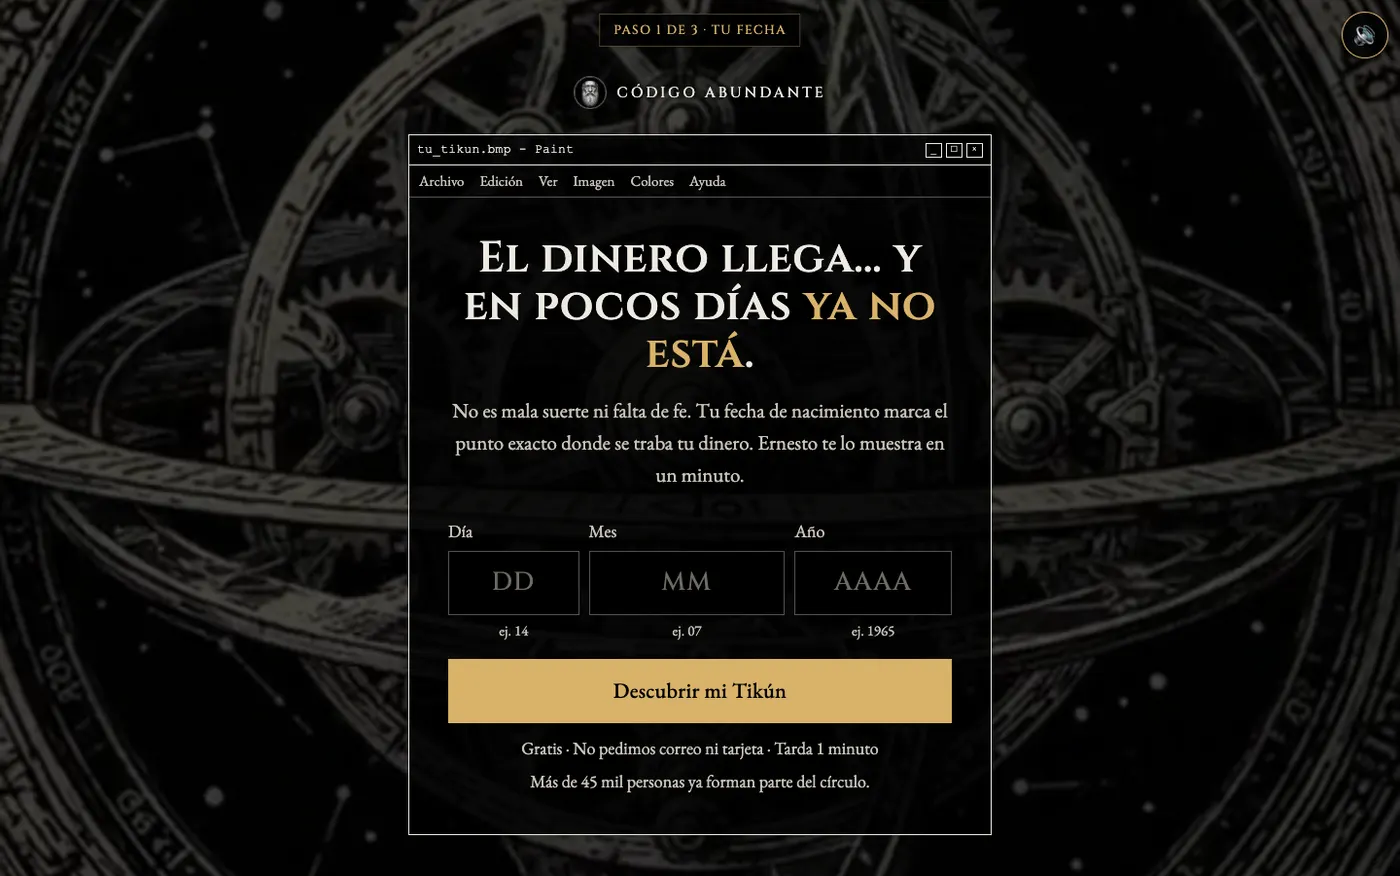 PASO 1 DE 3 · TU FECHA
CÓDIGO ABUNDANTE
tu_tikun.bmp - Paint
Archivo Edición Ver Imagen Colores Ayuda
EL DINERO LLEGA... Y
EN POCOS DÍAS YA NO
ESTÁ.
No es mala suerte ni falta de fe. Tu fecha de nacimiento marca el
punto exacto donde se traba tu dinero. Ernesto te lo muestra en
un minuto.
Día Mes Año
DD MM AAAA
ej. 14 ej. 07 ej. 1965
Descubrir mi Tikún
Gratis · No pedimos correo ni tarjeta · Tarda 1 minuto
Más de 45 mil personas ya forman parte del círculo.